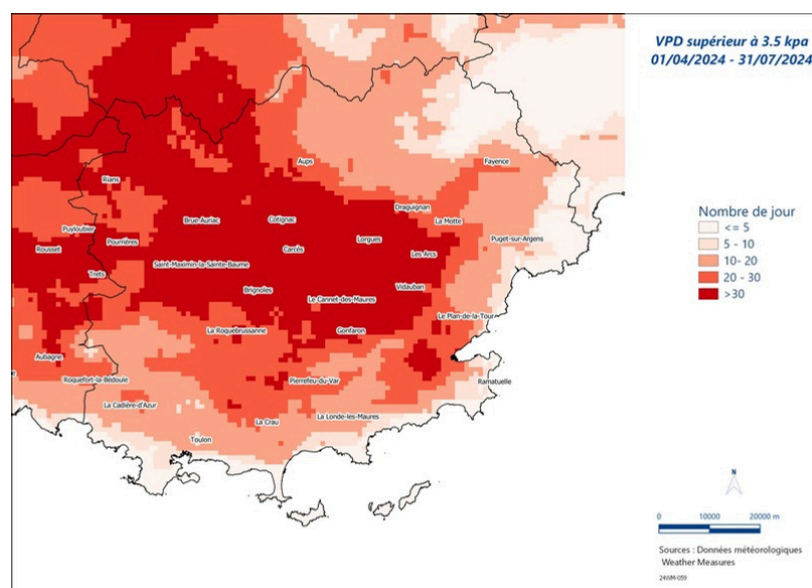 VPD supérieur à 3.5 kpa
01/04/2024 - 31/07/2024
Aups
Fayence
Rians
Draguignan
Brue-Auriac
Cotignac
La Motte
Puyloubier
Pourrières
Lorgues
Puget-sur-Argens
Rousset
Carcès
Les Arcs
Saint-Maximin-la-Sainte-Baume
Trets
Brignoles
Vidauban
Le Cannet-des-Maures
Le Plan-de-la-Tour
La Roquebrussanne
Gonfaron
Aubagne
Roquefort-la-Bédoule
Pierrefeu-du-Var
Ramatuelle
La Cadière-d'Azur
La Londe-les-Maures
La Crau
Toulon
Nombre de jour
<= 5
5 - 10
10- 20
20 - 30
>30
N
0 10000 20000 m
Sources : Données météorologiques
Weather Measures
24WM-059